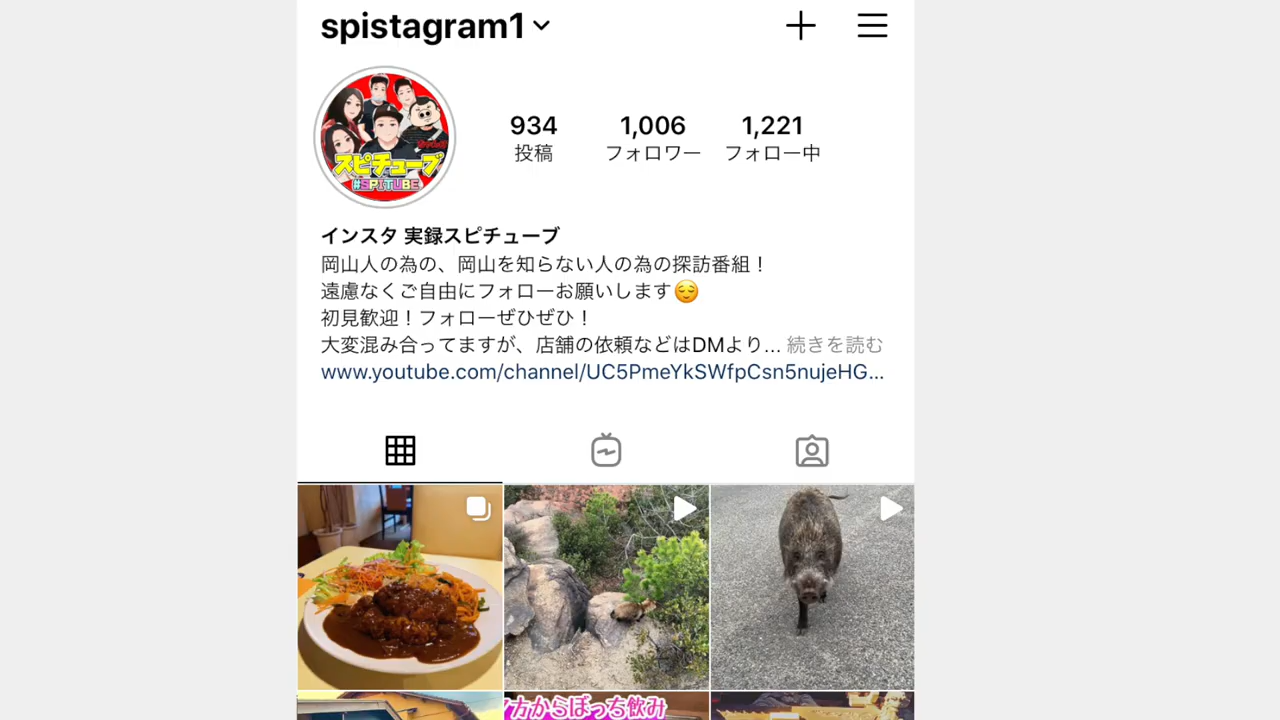 spistagram1
934
投稿
1,006
フォロワー
1,221
フォロー中
スピチューブ
#SPITUBE
インスタ 実録スピチューブ
岡山人の為の、岡山を知らない人の為の探訪番組！
遠慮なくご自由にフォローお願いします😌
初見歓迎！フォローぜひぜひ！
大変混み合ってますが、店舗の依頼などはDMより... 続きを読む
www.youtube.com/channel/UC5PmeYkSWfpCsn5nujeHG...
夕方からぼっち飲み